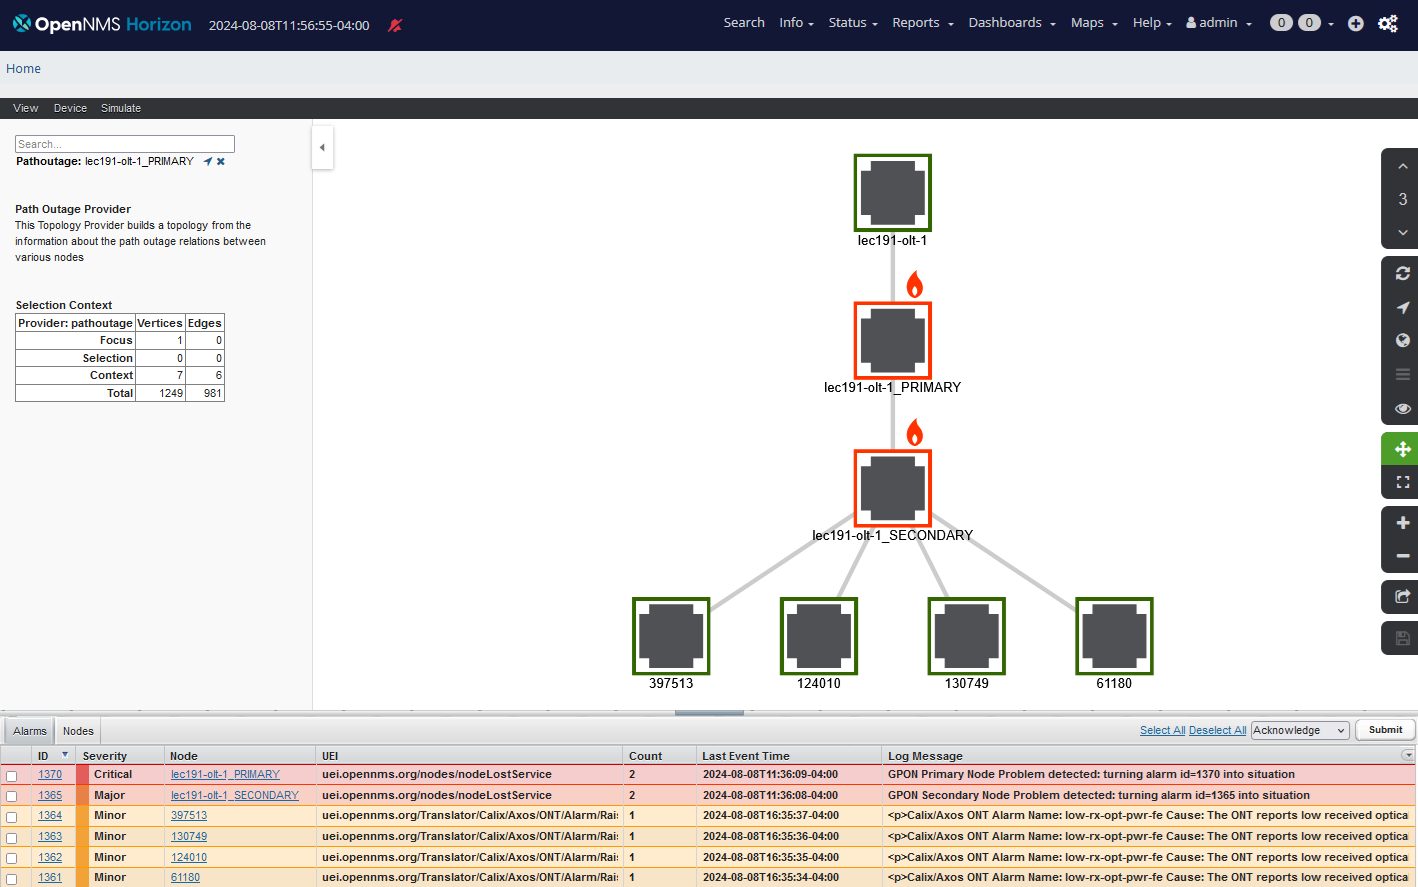 OpenNMS Horizon 2024-08-08T11:56:55-04:00 Search Info Status Reports Dashboards Maps Help admin 0 0
Home
View Device Simulate
Search...
Pathoutage: lec191-olt-1_PRIMARY
Path Outage Provider
This Topology Provider builds a topology from the
information about the path outage relations between
various nodes
Selection Context
Provider: pathoutage Vertices Edges
Focus 1 0
Selection 0 0
Context 7 6
Total 1249 981
lec191-olt-1
lec191-olt-1_PRIMARY
lec191-olt-1_SECONDARY
397513 124010 130749 61180
3
Alarms Nodes Select All Deselect All Acknowledge Submit
ID Severity Node UEI Count Last Event Time Log Message
1370 Critical lec191-olt-1_PRIMARY uei.opennms.org/nodes/nodeLostService 2 2024-08-08T11:36:09-04:00 GPON Primary Node Problem detected: turning alarm id=1370 into situation
1365 Major lec191-olt-1_SECONDARY uei.opennms.org/nodes/nodeLostService 2 2024-08-08T11:36:08-04:00 GPON Secondary Node Problem detected: turning alarm id=1365 into situation
1364 Minor 397513 uei.opennms.org/Translator/Calix/Axos/ONT/Alarm/Rais 1 2024-08-08T16:35:37-04:00 <p>Calix/Axos ONT Alarm Name: low-rx-opt-pwr-fe Cause: The ONT reports low received optica
1363 Minor 130749 uei.opennms.org/Translator/Calix/Axos/ONT/Alarm/Rais 1 2024-08-08T16:35:36-04:00 <p>Calix/Axos ONT Alarm Name: low-rx-opt-pwr-fe Cause: The ONT reports low received optica
1362 Minor 124010 uei.opennms.org/Translator/Calix/Axos/ONT/Alarm/Rais 1 2024-08-08T16:35:35-04:00 <p>Calix/Axos ONT Alarm Name: low-rx-opt-pwr-fe Cause: The ONT reports low received optica
1361 Minor 61180 uei.opennms.org/Translator/Calix/Axos/ONT/Alarm/Rais 1 2024-08-08T16:35:34-04:00 <p>Calix/Axos ONT Alarm Name: low-rx-opt-pwr-fe Cause: The ONT reports low received optica